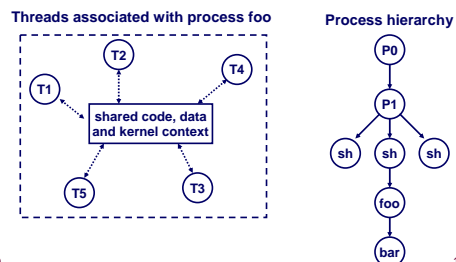 Threads associated with process foo
Process hierarchy
T2
T4
T1
shared code, data
and kernel context
T5
T3
P0
P1
sh
sh
sh
foo
bar